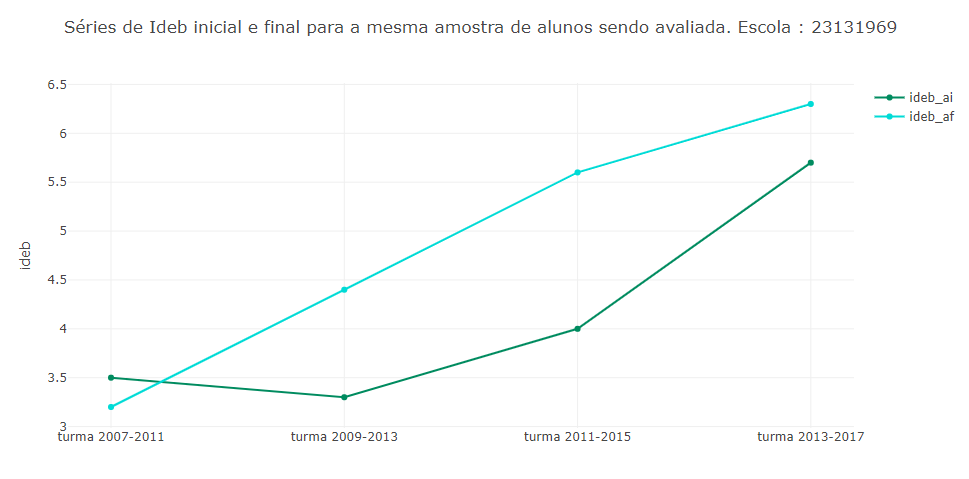 Séries de Ideb inicial e final para a mesma amostra de alunos sendo avaliada. Escola : 23131969
6.5
6
5.5
5
4.5
4
3.5
3
ideb
turma 2007-2011
turma 2009-2013
turma 2011-2015
turma 2013-2017
ideb_ai
ideb_af